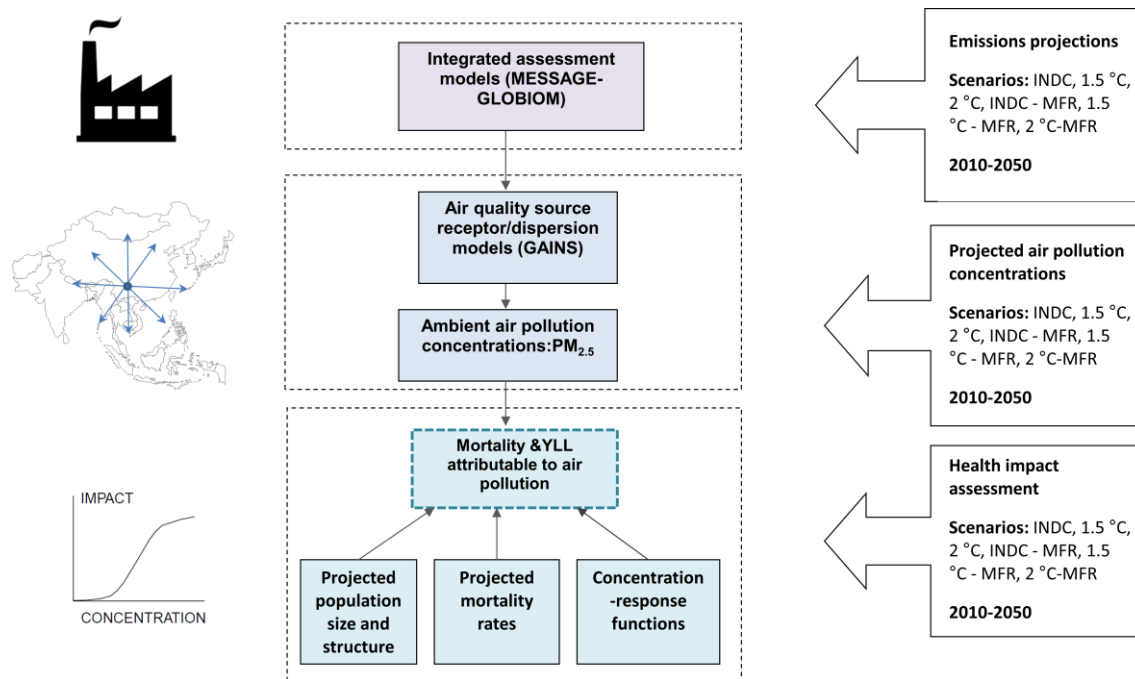 Integrated assessment
models (MESSAGE-
GLOBIOM)
Emissions projections
Scenarios: INDC, 1.5 °C,
2 °C, INDC - MFR, 1.5
°C - MFR, 2 °C-MFR
2010-2050
Air quality source
receptor/dispersion
models (GAINS)
Ambient air pollution
concentrations:PM2.5
Projected air pollution
concentrations
Scenarios: INDC, 1.5 °C,
2 °C, INDC - MFR, 1.5
°C - MFR, 2 °C-MFR
2010-2050
IMPACT
CONCENTRATION
Mortality &YLL
attributable to air
pollution
Projected
population
size and
structure
Projected
mortality
rates
Concentration
-response
functions
Health impact
assessment
Scenarios: INDC, 1.5 °C,
2 °C, INDC - MFR, 1.5
°C - MFR, 2 °C-MFR
2010-2050